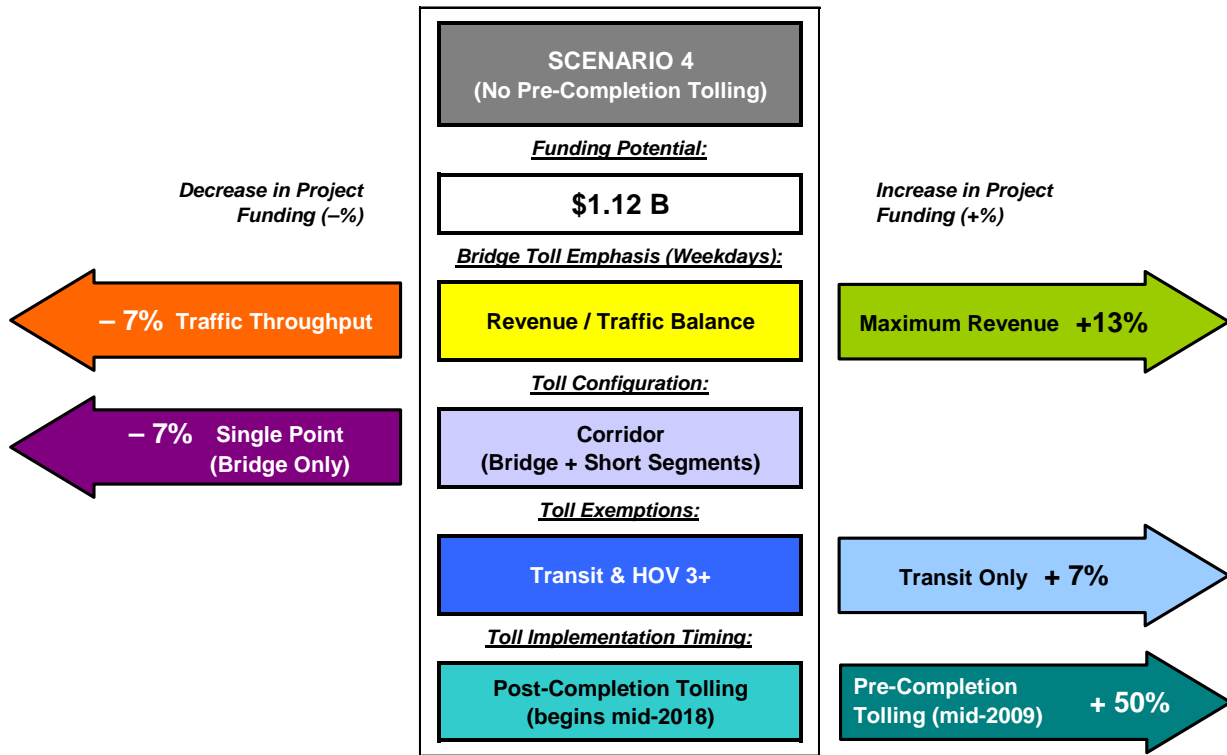 SCENARIO 4
(No Pre-Completion Tolling)
Funding Potential:
Decrease in Project
Funding (–%)
$1.12 B
Increase in Project
Funding (+%)
Bridge Toll Emphasis (Weekdays):
– 7% Traffic Throughput
Revenue / Traffic Balance
Maximum Revenue +13%
Toll Configuration:
– 7% Single Point
(Bridge Only)
Corridor
(Bridge + Short Segments)
Toll Exemptions:
Transit & HOV 3+
Transit Only + 7%
Toll Implementation Timing:
Post-Completion Tolling
(begins mid-2018)
Pre-Completion
Tolling (mid-2009) + 50%